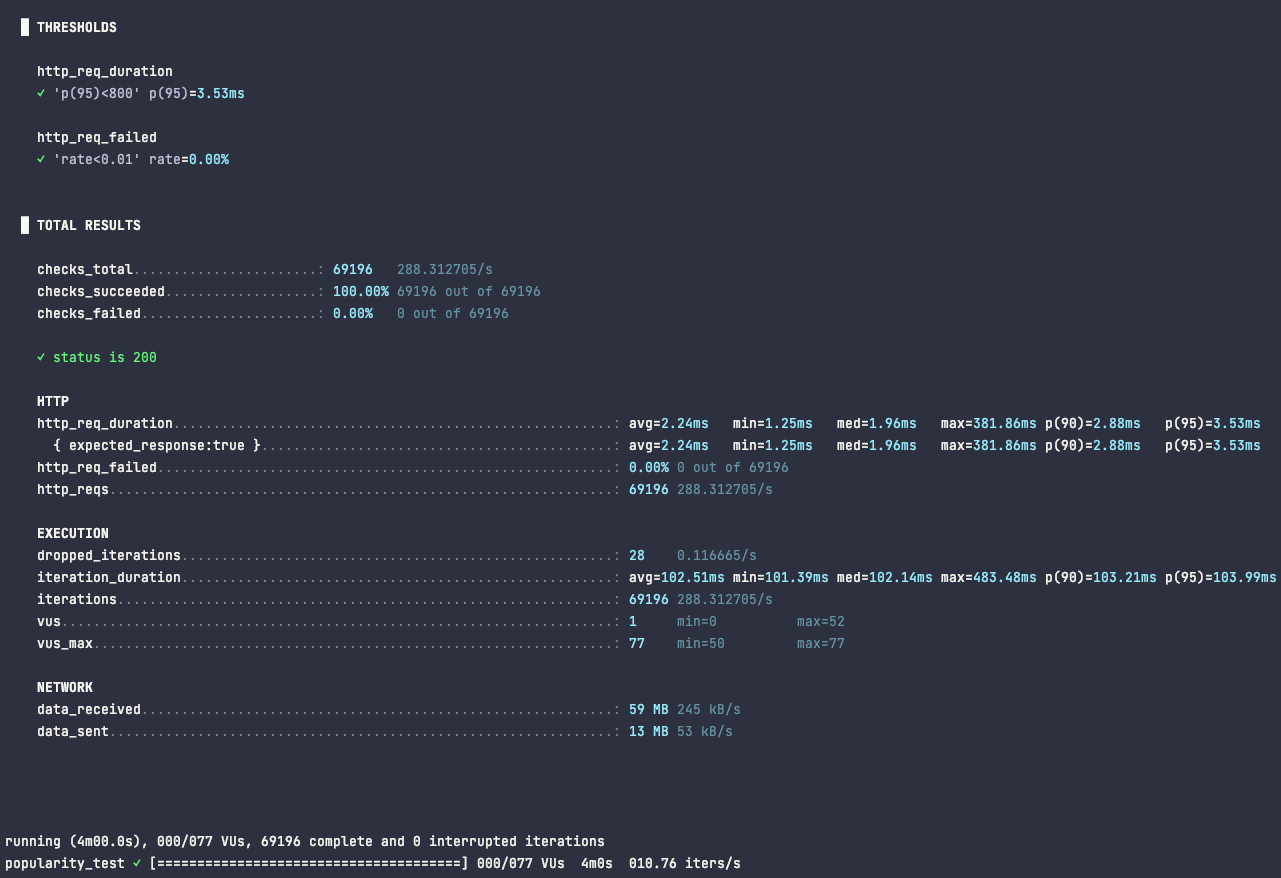 █ THRESHOLDS
http_req_duration
✓ 'p(95)<800' p(95)=3.53ms
http_req_failed
✓ 'rate<0.01' rate=0.00%
█ TOTAL RESULTS
checks_total.......................: 69196   288.312705/s
checks_succeeded...................: 100.00% 69196 out of 69196
checks_failed......................: 0.00%   0 out of 69196
✓ status is 200
HTTP
http_req_duration.......................................................: avg=2.24ms   min=1.25ms   med=1.96ms   max=381.86ms p(90)=2.88ms   p(95)=3.53ms
{ expected_response:true }............................................: avg=2.24ms   min=1.25ms   med=1.96ms   max=381.86ms p(90)=2.88ms   p(95)=3.53ms
http_req_failed.........................................................: 0.00% 0 out of 69196
http_reqs...............................................................: 69196 288.312705/s
EXECUTION
dropped_iterations......................................................: 28    0.116665/s
iteration_duration......................................................: avg=102.51ms min=101.39ms med=102.14ms max=483.48ms p(90)=103.21ms p(95)=103.99ms
iterations..............................................................: 69196 288.312705/s
vus.....................................................................: 1     min=0          max=52
vus_max.................................................................: 77    min=50         max=77
NETWORK
data_received...........................................................: 59 MB 245 kB/s
data_sent...............................................................: 13 MB 53 kB/s
running (4m00.0s), 000/077 VUs, 69196 complete and 0 interrupted iterations
popularity_test ✓ [======================================] 000/077 VUs  4m0s  010.76 iters/s